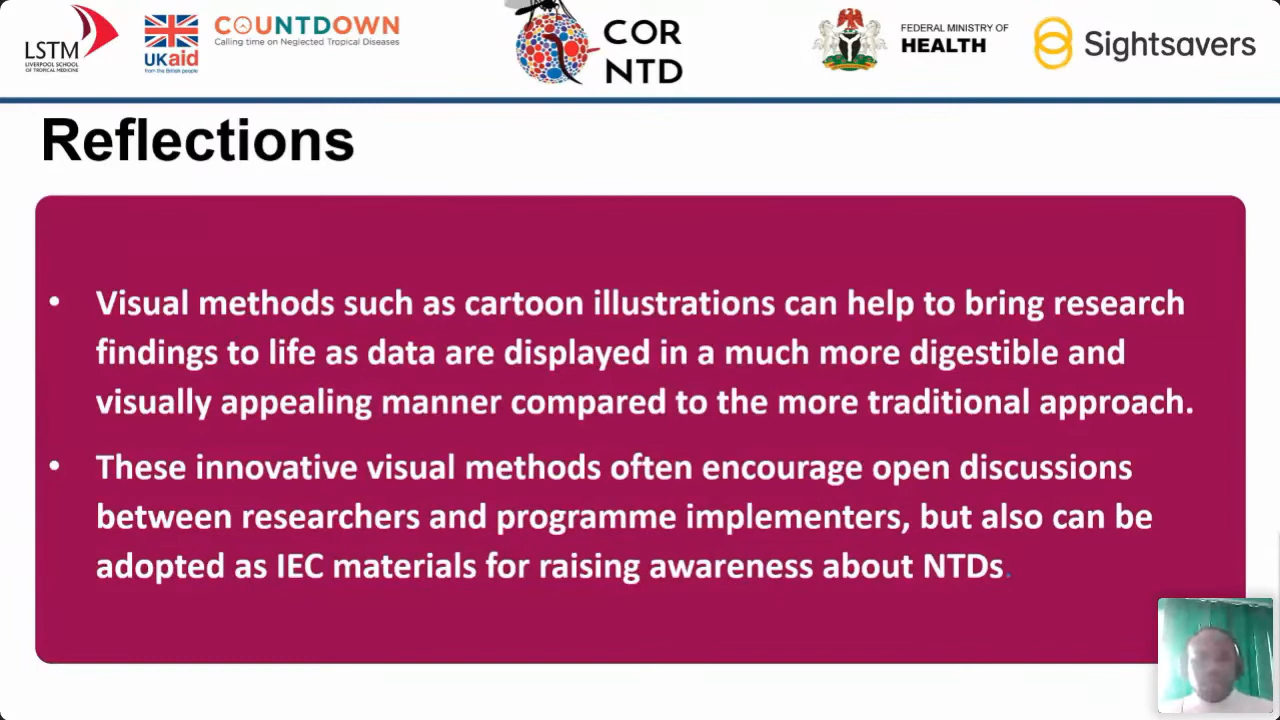 LSTM
LIVERPOOL SCHOOL
OF TROPICAL MEDICINE
UKaid
from the British people
COUNTDOWN
Calling time on Neglected Tropical Diseases
COR
NTD
FEDERAL MINISTRY OF
HEALTH
Sightsavers
Reflections
• Visual methods such as cartoon illustrations can help to bring research
findings to life as data are displayed in a much more digestible and
visually appealing manner compared to the more traditional approach.
• These innovative visual methods often encourage open discussions
between researchers and programme implementers, but also can be
adopted as IEC materials for raising awareness about NTDs.